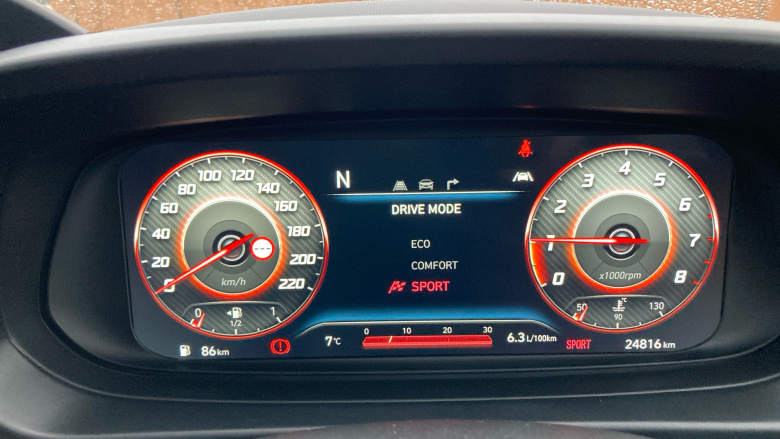 N
DRIVE MODE
ECO
COMFORT
SPORT
0 20 40 60 80 100 120 140 160 180 200 220
km/h
0 1/2 1
0 1 2 3 4 5 6 7 8
x1000rpm
50 90 130
°C
86 km
7°C
0 10 20 30
6.3 L/100km
SPORT
24816 km